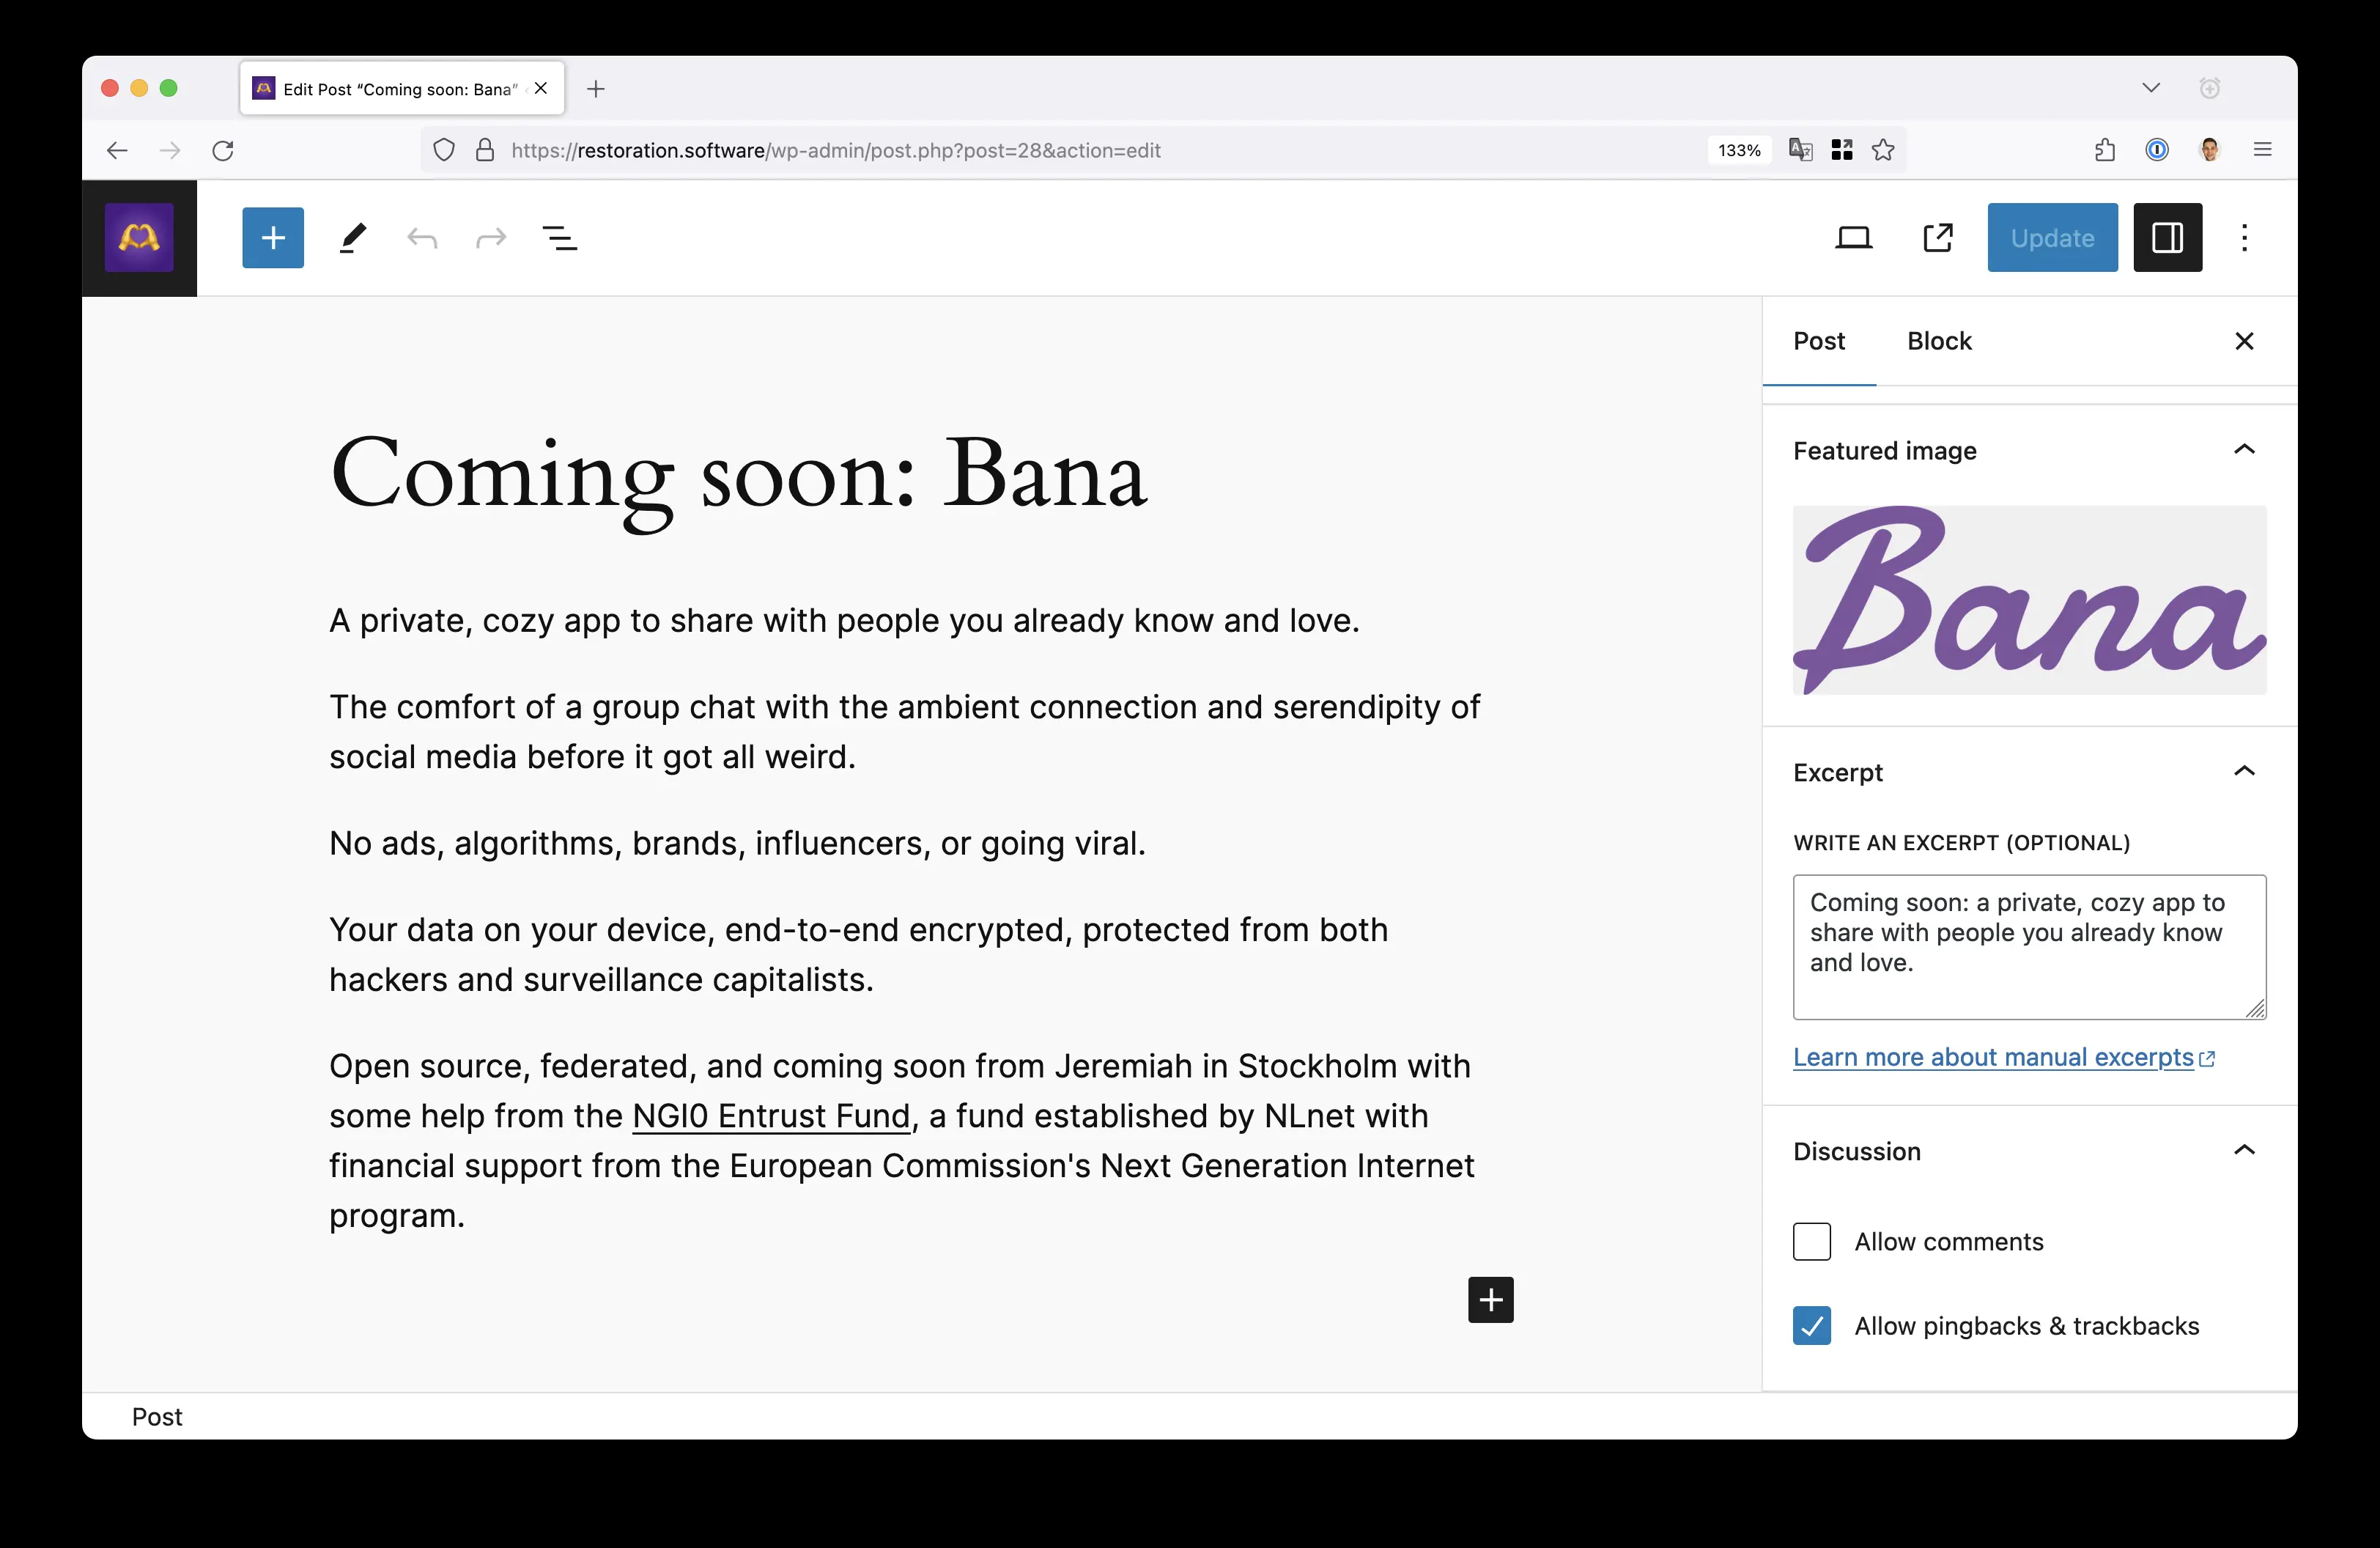 Edit Post “Coming soon: Bana”
https://restoration.software/wp-admin/post.php?post=28&action=edit
133%
Update
Post
Block
Coming soon: Bana
A private, cozy app to share with people you already know and love.
The comfort of a group chat with the ambient connection and serendipity of
social media before it got all weird.
No ads, algorithms, brands, influencers, or going viral.
Your data on your device, end-to-end encrypted, protected from both
hackers and surveillance capitalists.
Open source, federated, and coming soon from Jeremiah in Stockholm with
some help from the NGI0 Entrust Fund, a fund established by NLnet with
financial support from the European Commission's Next Generation Internet
program.
Featured image
Bana
Excerpt
WRITE AN EXCERPT (OPTIONAL)
Coming soon: a private, cozy app to
share with people you already know
and love.
Learn more about manual excerpts
Discussion
Allow comments
Allow pingbacks & trackbacks
Post